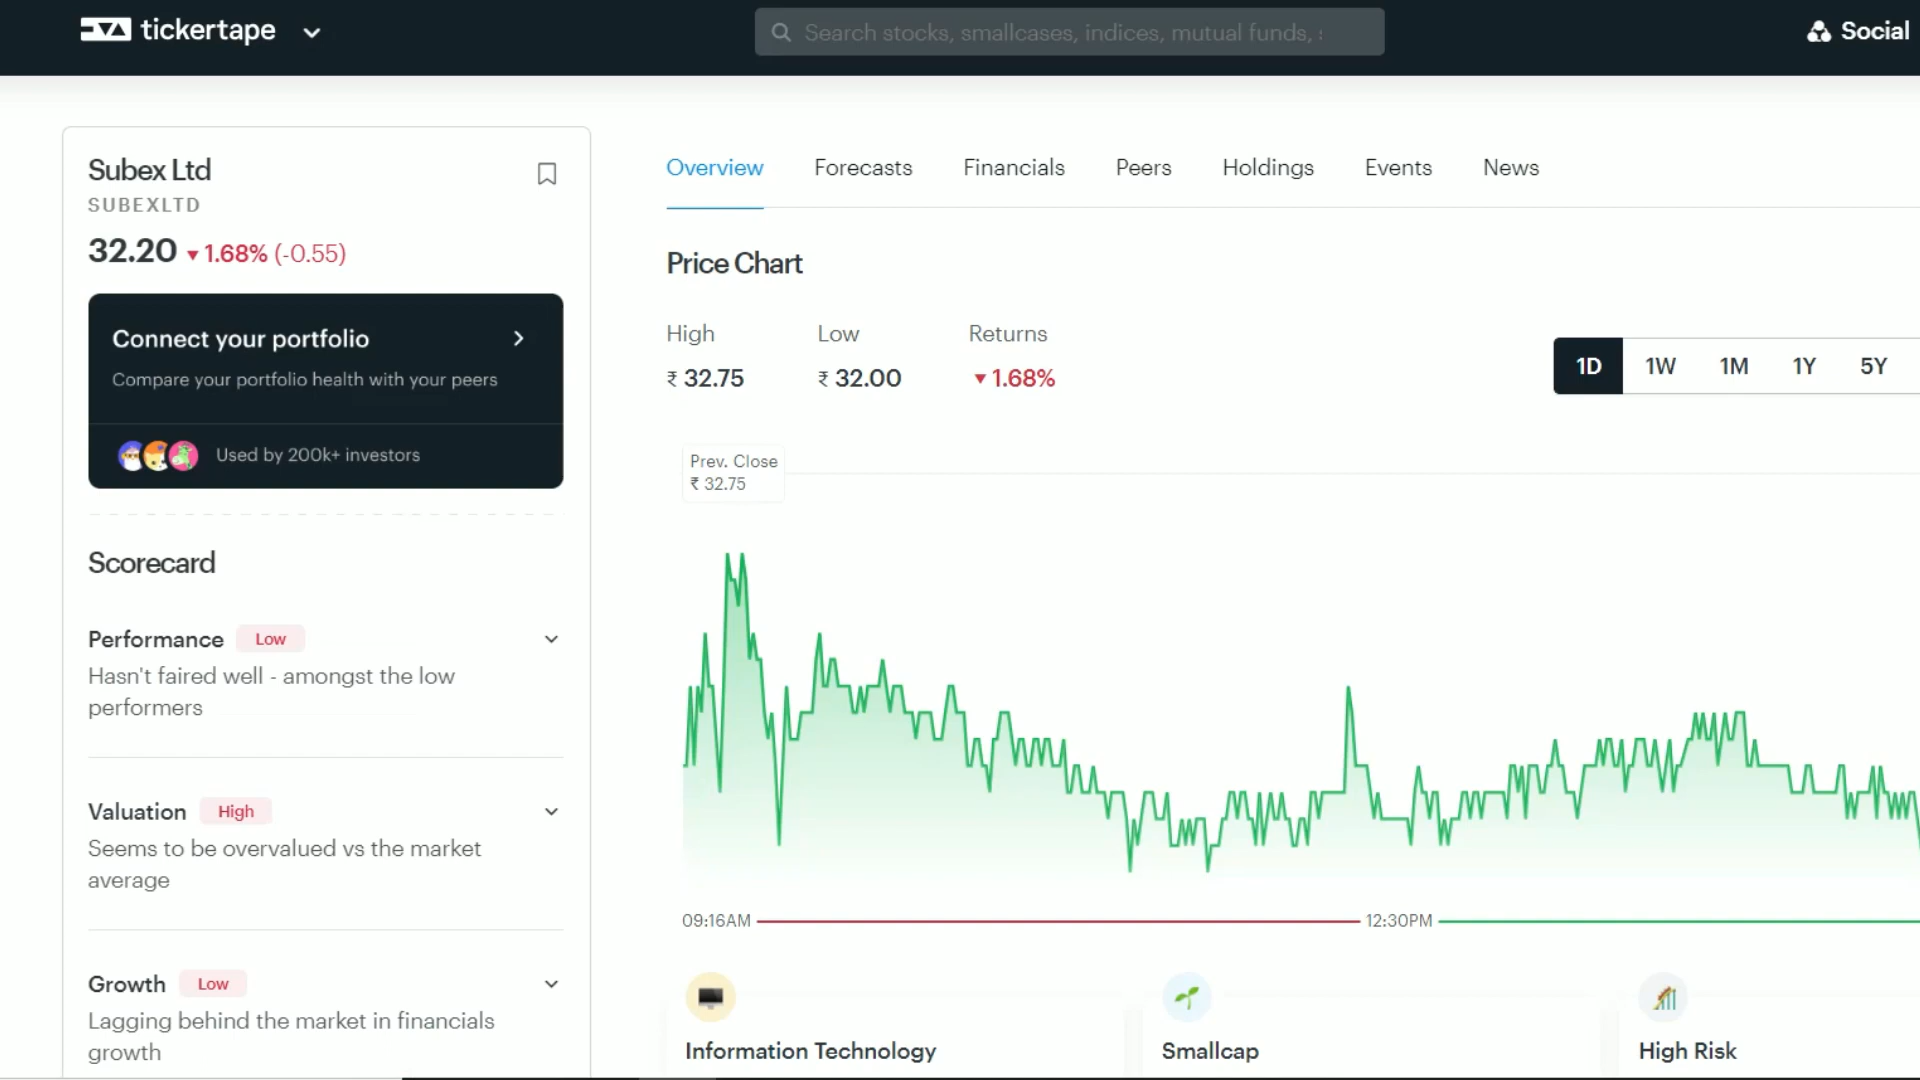 tickertape
Search stocks, smallcases, indices, mutual funds,
Social
Subex Ltd
SUBEXLTD
32.20 ▼ 1.68% (-0.55)
Connect your portfolio
Compare your portfolio health with your peers
Used by 200k+ investors
Scorecard
Performance Low
Hasn't faired well - amongst the low
performers
Valuation High
Seems to be overvalued vs the market
average
Growth Low
Lagging behind the market in financials
growth
Overview Forecasts Financials Peers Holdings Events News
Price Chart
High Low Returns
₹ 32.75 ₹ 32.00 ▼ 1.68%
1D 1W 1M 1Y 5Y
Prev. Close
₹ 32.75
09:16AM 12:30PM
Information Technology Smallcap High Risk